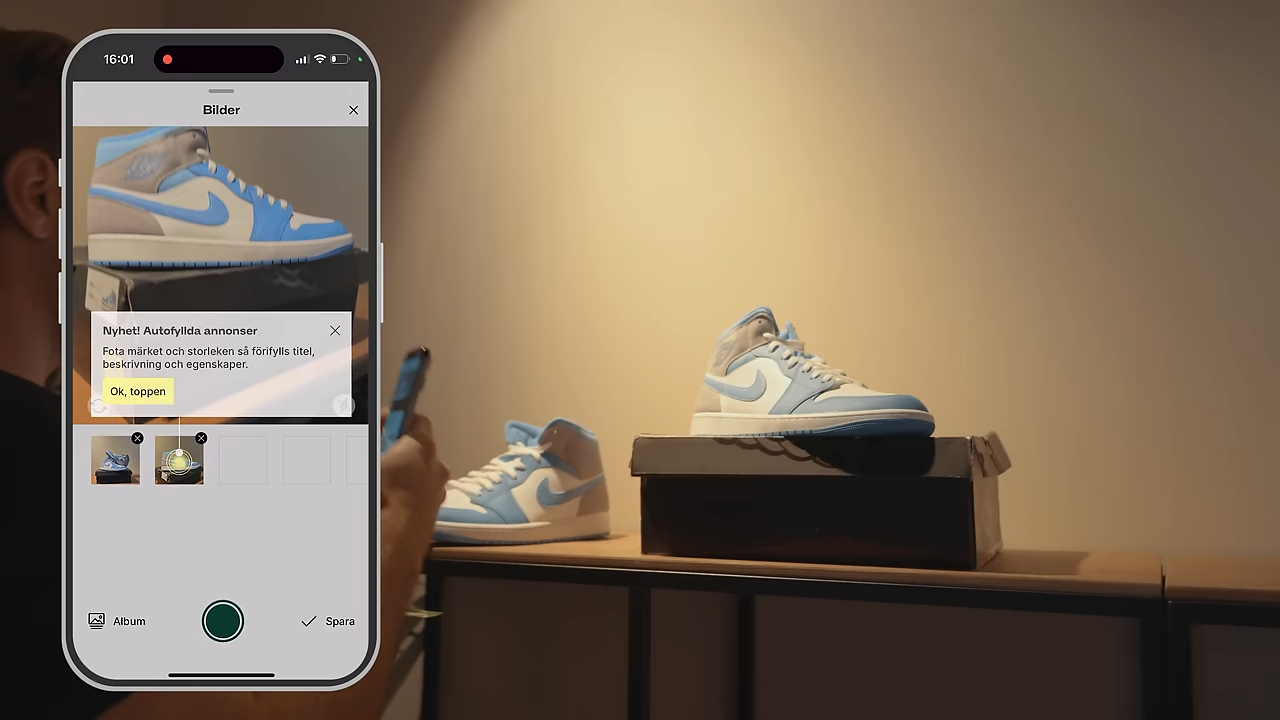 16:01
Bilder
Nyhet! Autofyllda annonser
Fota märket och storleken så förifylls titel,
beskrivning och egenskaper.
Ok, toppen
Album
Spara